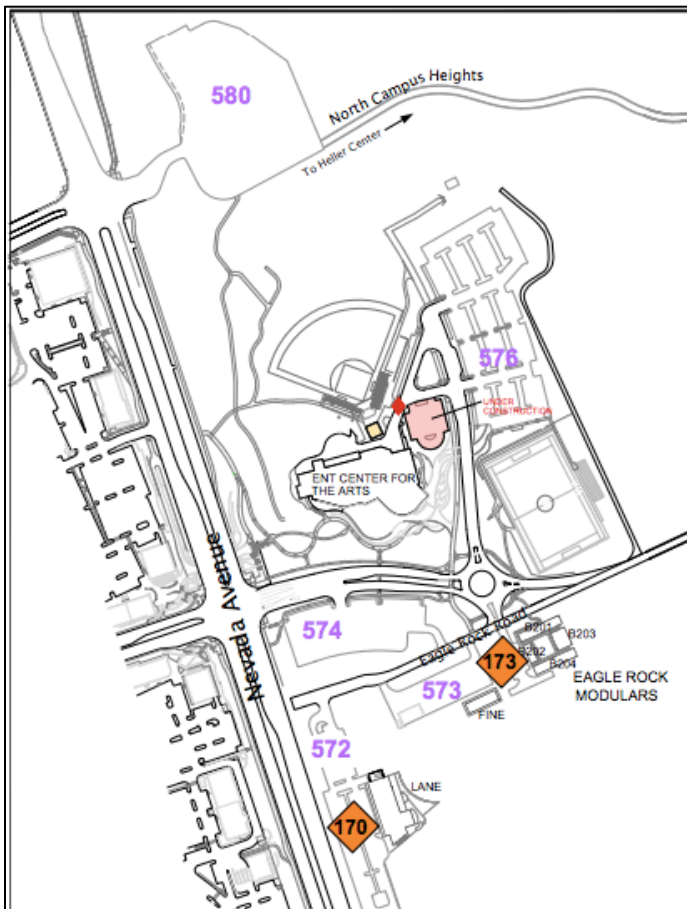 580
North Campus Heights
To Heller Center
576
UNDER
CONSTRUCTION
ENT CENTER FOR
THE ARTS
Nevada Avenue
574
Eagle Rock Road
B201
B203
B202
B204
173
EAGLE ROCK
MODULARS
573
FINE
572
LANE
170